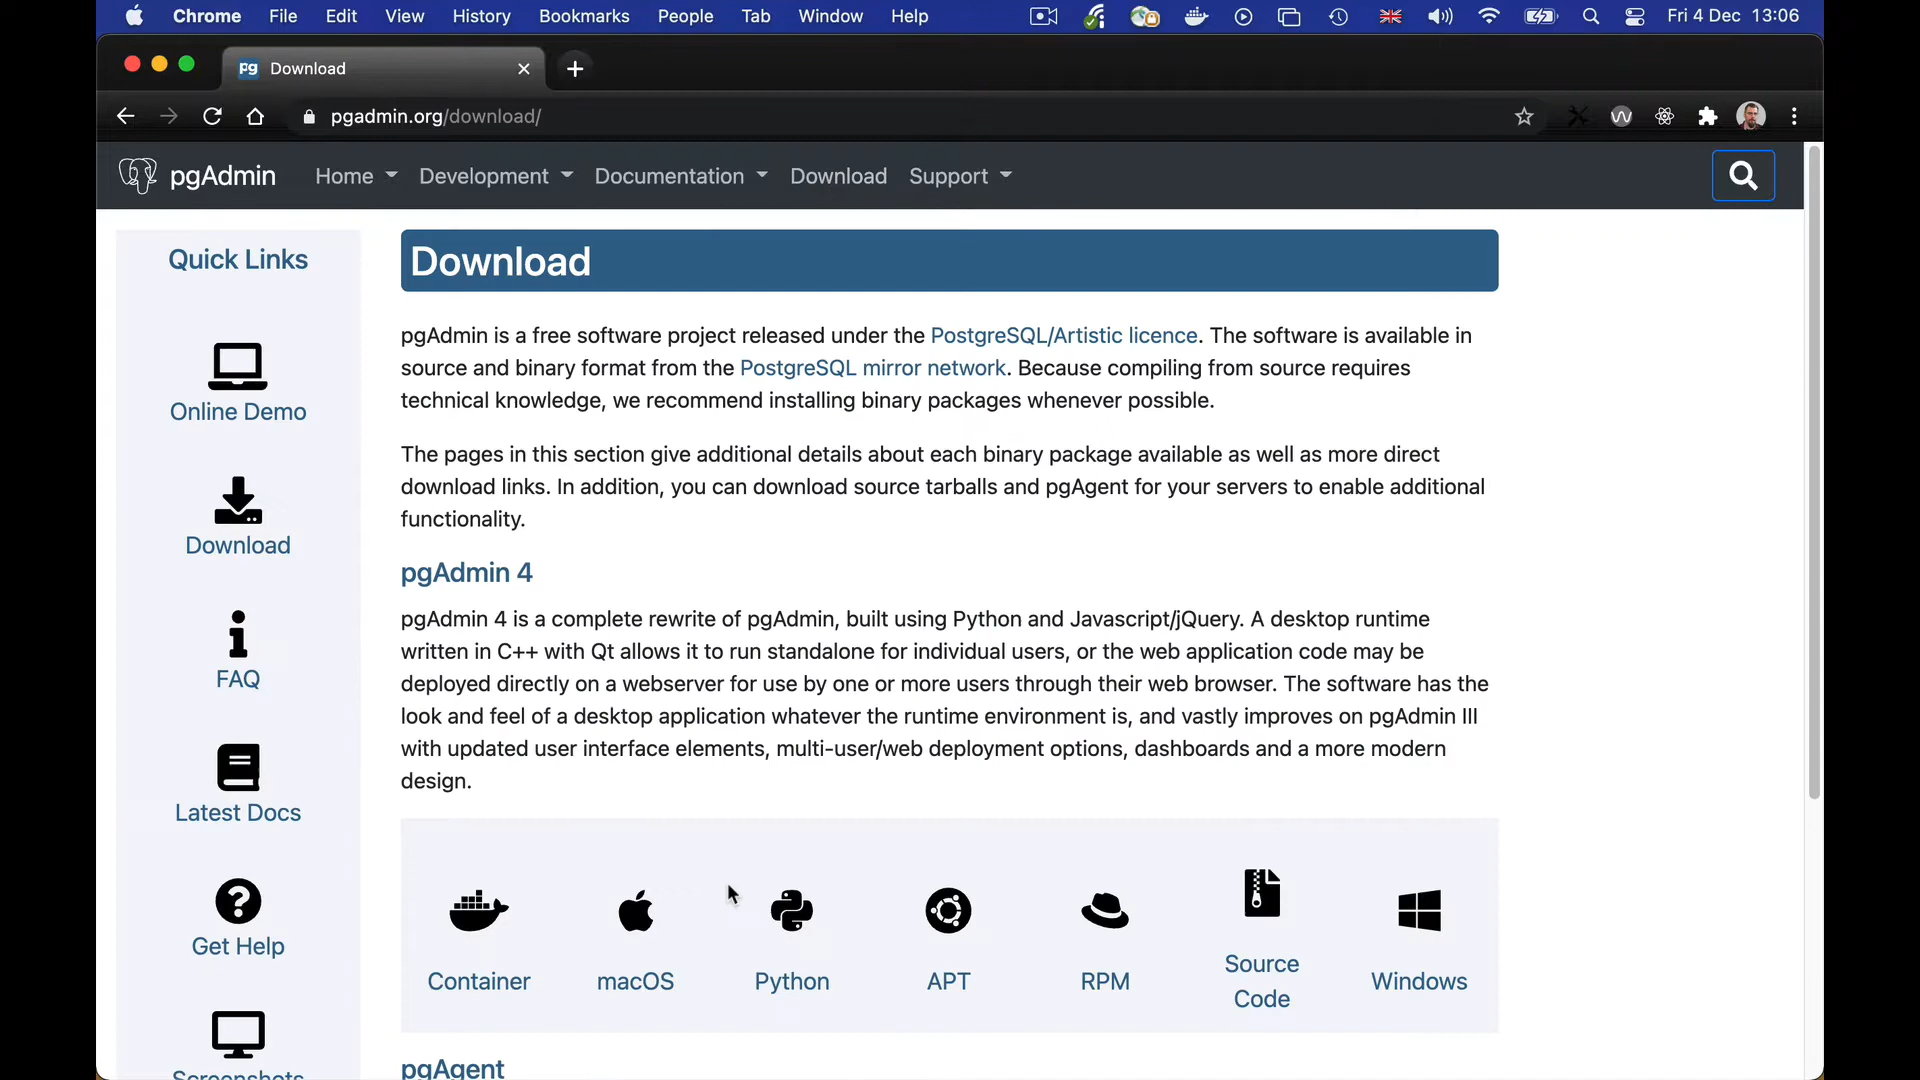 Chrome File Edit View History Bookmarks People Tab Window Help Fri 4 Dec 13:06
pg Download
pgadmin.org/download/
pgAdmin Home Development Documentation Download Support
Quick Links
Online Demo
Download
FAQ
Latest Docs
Get Help
Screenshots
Download
pgAdmin is a free software project released under the PostgreSQL/Artistic licence. The software is available in
source and binary format from the PostgreSQL mirror network. Because compiling from source requires
technical knowledge, we recommend installing binary packages whenever possible.
The pages in this section give additional details about each binary package available as well as more direct
download links. In addition, you can download source tarballs and pgAgent for your servers to enable additional
functionality.
pgAdmin 4
pgAdmin 4 is a complete rewrite of pgAdmin, built using Python and Javascript/jQuery. A desktop runtime
written in C++ with Qt allows it to run standalone for individual users, or the web application code may be
deployed directly on a webserver for use by one or more users through their web browser. The software has the
look and feel of a desktop application whatever the runtime environment is, and vastly improves on pgAdmin III
with updated user interface elements, multi-user/web deployment options, dashboards and a more modern
design.
Container macOS Python APT RPM Source Code Windows
pgAgent